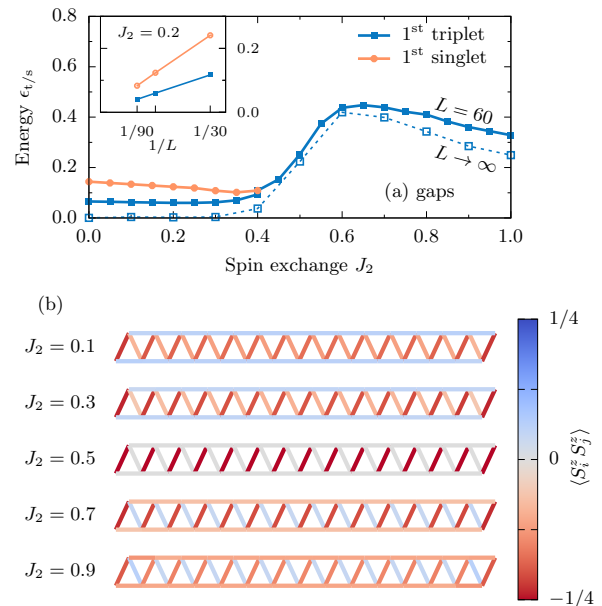 0.8
0.6
0.4
0.2
0.0
Energy ϵt/s
J2 = 0.2
0.2
0.0
1/90
1/30
1/L
1st triplet
1st singlet
L = 60
L → ∞
(a) gaps
0.0 0.2 0.4 0.6 0.8 1.0
Spin exchange J2
(b)
J2 = 0.1
J2 = 0.3
J2 = 0.5
J2 = 0.7
J2 = 0.9
1/4
0
−1/4
⟨Siz Sjz⟩